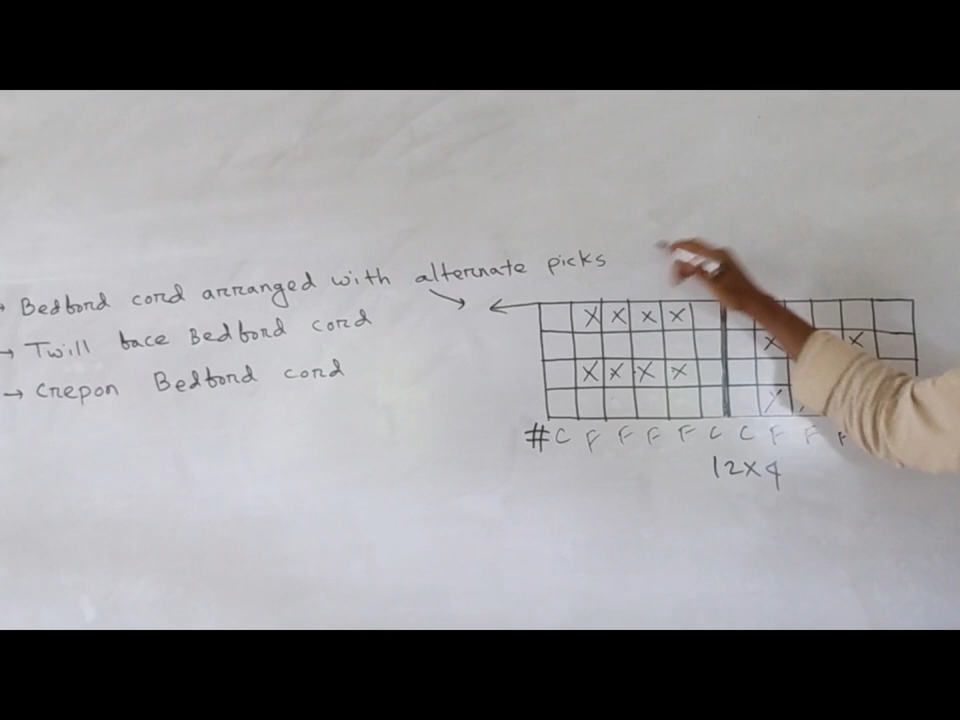 → Bedford cord arranged with alternate picks
→ Twill face Bedford cord
→ Crepon Bedford cord
X X X X
X X
X X X X
X
# C F F F F C C F F F
12x4